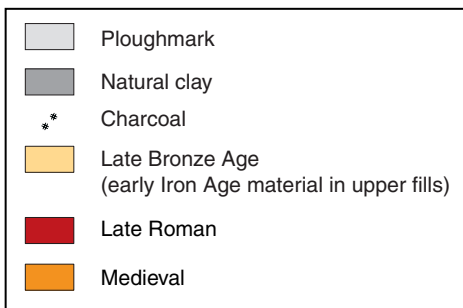 Ploughmark
Natural clay
Charcoal
Late Bronze Age
(early Iron Age material in upper fills)
Late Roman
Medieval